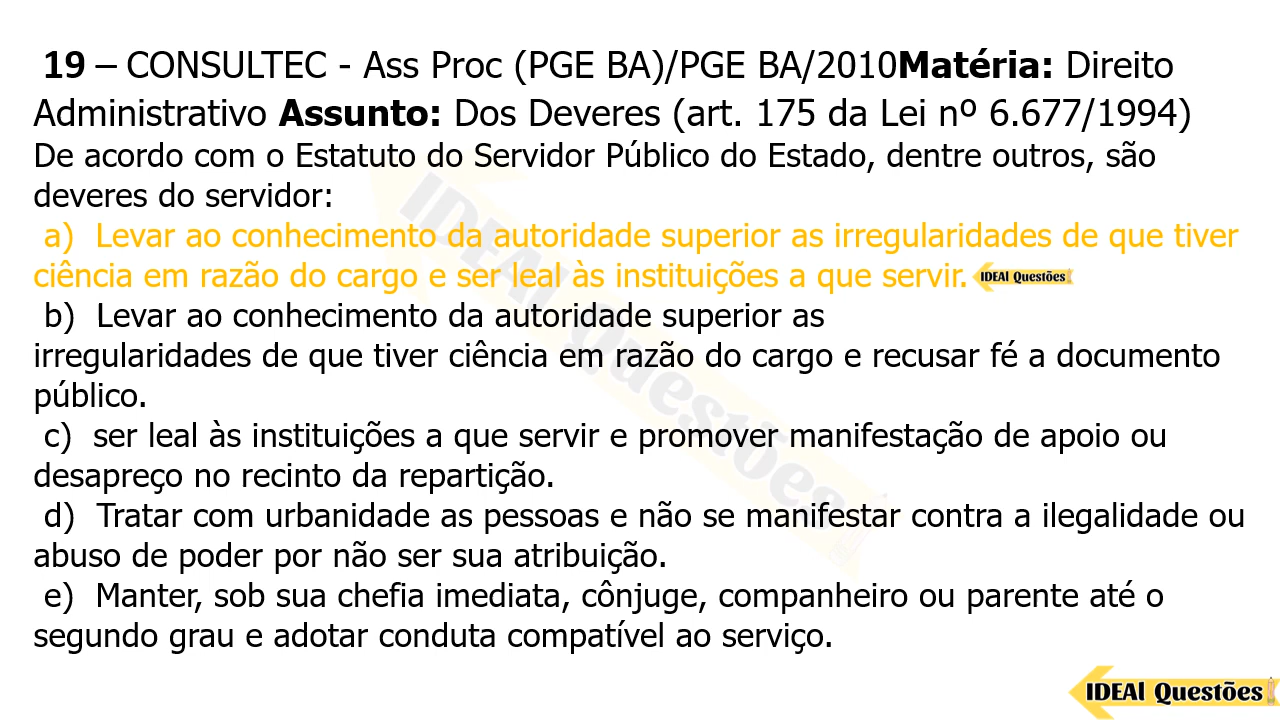 19 – CONSULTEC - Ass Proc (PGE BA)/PGE BA/2010Matéria: Direito
Administrativo Assunto: Dos Deveres (art. 175 da Lei nº 6.677/1994)
De acordo com o Estatuto do Servidor Público do Estado, dentre outros, são
deveres do servidor:
a) Levar ao conhecimento da autoridade superior as irregularidades de que tiver
ciência em razão do cargo e ser leal às instituições a que servir. IDEAl Questões
b) Levar ao conhecimento da autoridade superior as
irregularidades de que tiver ciência em razão do cargo e recusar fé a documento
público.
c) ser leal às instituições a que servir e promover manifestação de apoio ou
desapreço no recinto da repartição.
d) Tratar com urbanidade as pessoas e não se manifestar contra a ilegalidade ou
abuso de poder por não ser sua atribuição.
e) Manter, sob sua chefia imediata, cônjuge, companheiro ou parente até o
segundo grau e adotar conduta compatível ao serviço.
IDEAl Questões
IDEAl Questões